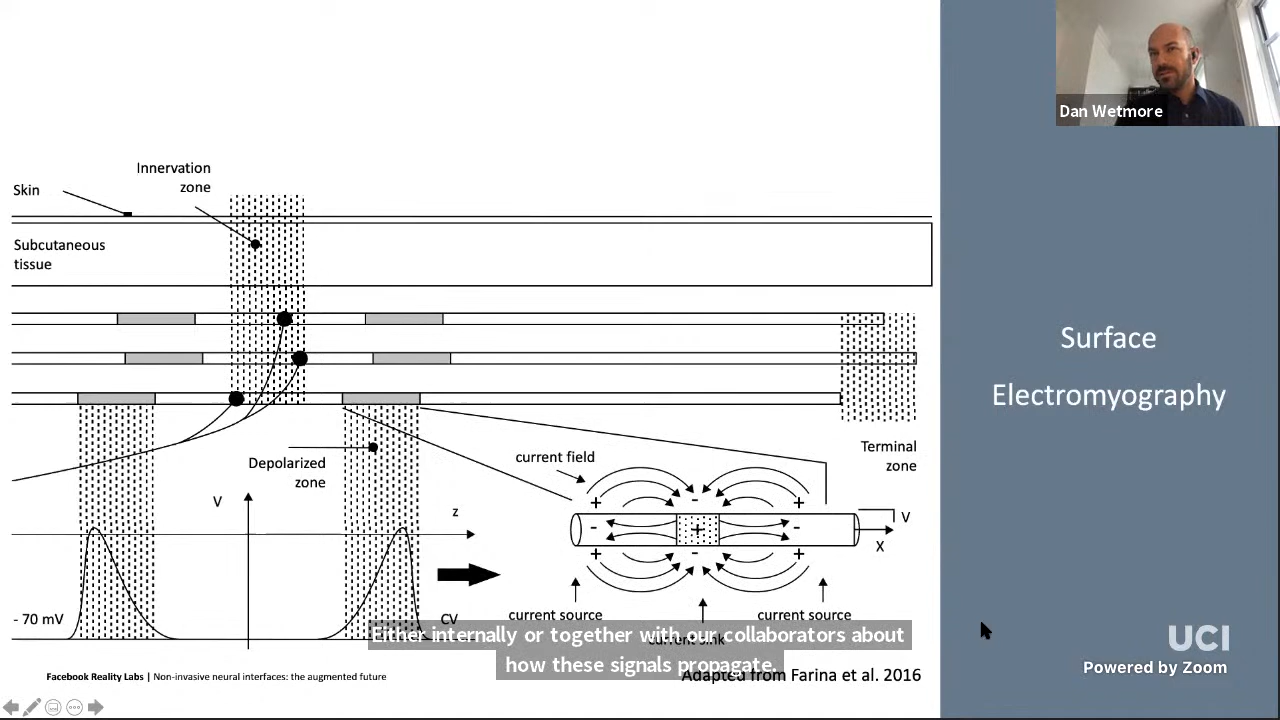 Dan Wetmore
Innervation
zone
Skin
Subcutaneous
tissue
Surface
Electromyography
Terminal
zone
Depolarized
zone
current field
V
z
+
-
+
V
-
+
-
X
+
-
+
- 70 mV
CV
current source
current source
current sink
Either internally or together with our collaborators about
how these signals propagate.
UCI
Powered by Zoom
Facebook Reality Labs | Non-invasive neural interfaces: the augmented future
Adapted from Farina et al. 2016